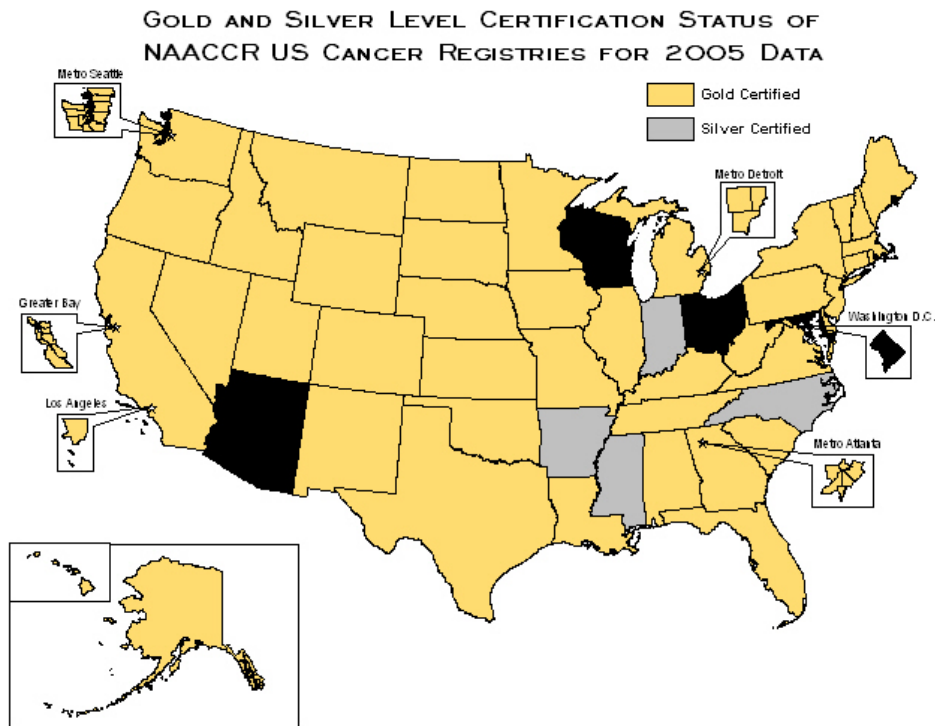 Gold and Silver Level Certification Status of
NAACCR US Cancer Registries for 2005 Data
Metro Seattle
Gold Certified
Silver Certified
Metro Detroit
Greater Bay
Washington D.C.
Los Angeles
Metro Atlanta